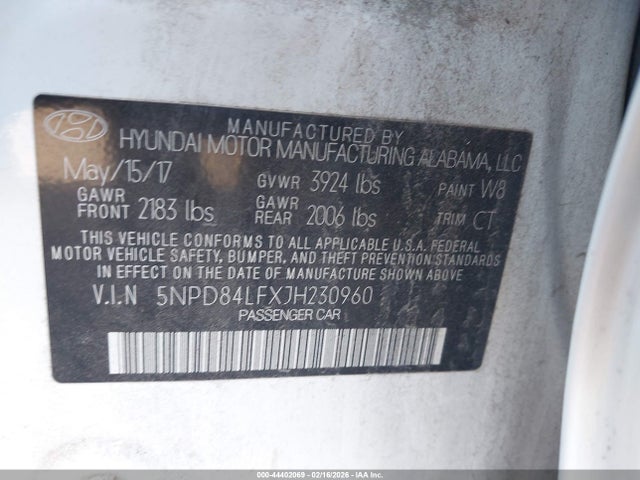 MANUFACTURED BY
HYUNDAI MOTOR MANUFACTURING ALABAMA, LLC
May/15/17 GVWR 3924 lbs PAINT W8
GAWR FRONT 2183 lbs GAWR REAR 2006 lbs TRIM CT
THIS VEHICLE CONFORMS TO ALL APPLICABLE U.S.A. FEDERAL
MOTOR VEHICLE SAFETY, BUMPER, AND THEFT PREVENTION STANDARDS
IN EFFECT ON THE DATE OF MANUFACTURE SHOWN ABOVE.
V.I.N 5NPD84LFXJH230960
PASSENGER CAR
000-44402069 - 02/16/2026 - IAAC